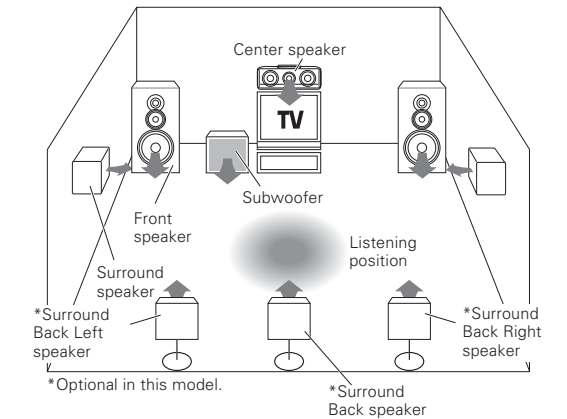 Center speaker
TV
Subwoofer
Front
speaker
Listening
position
Surround
speaker
*Surround
Back Left
speaker
*Surround
Back Right
speaker
*Optional in this model.
*Surround
Back speaker